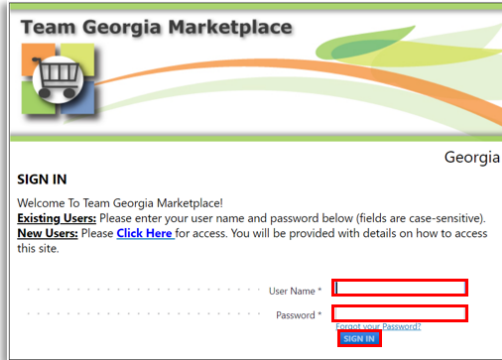 Team Georgia Marketplace
Georgia
SIGN IN
Welcome To Team Georgia Marketplace!
Existing Users: Please enter your user name and password below (fields are case-sensitive).
New Users: Please Click Here for access. You will be provided with details on how to access
this site.
User Name *
Password *
Forgot your Password?
SIGN IN